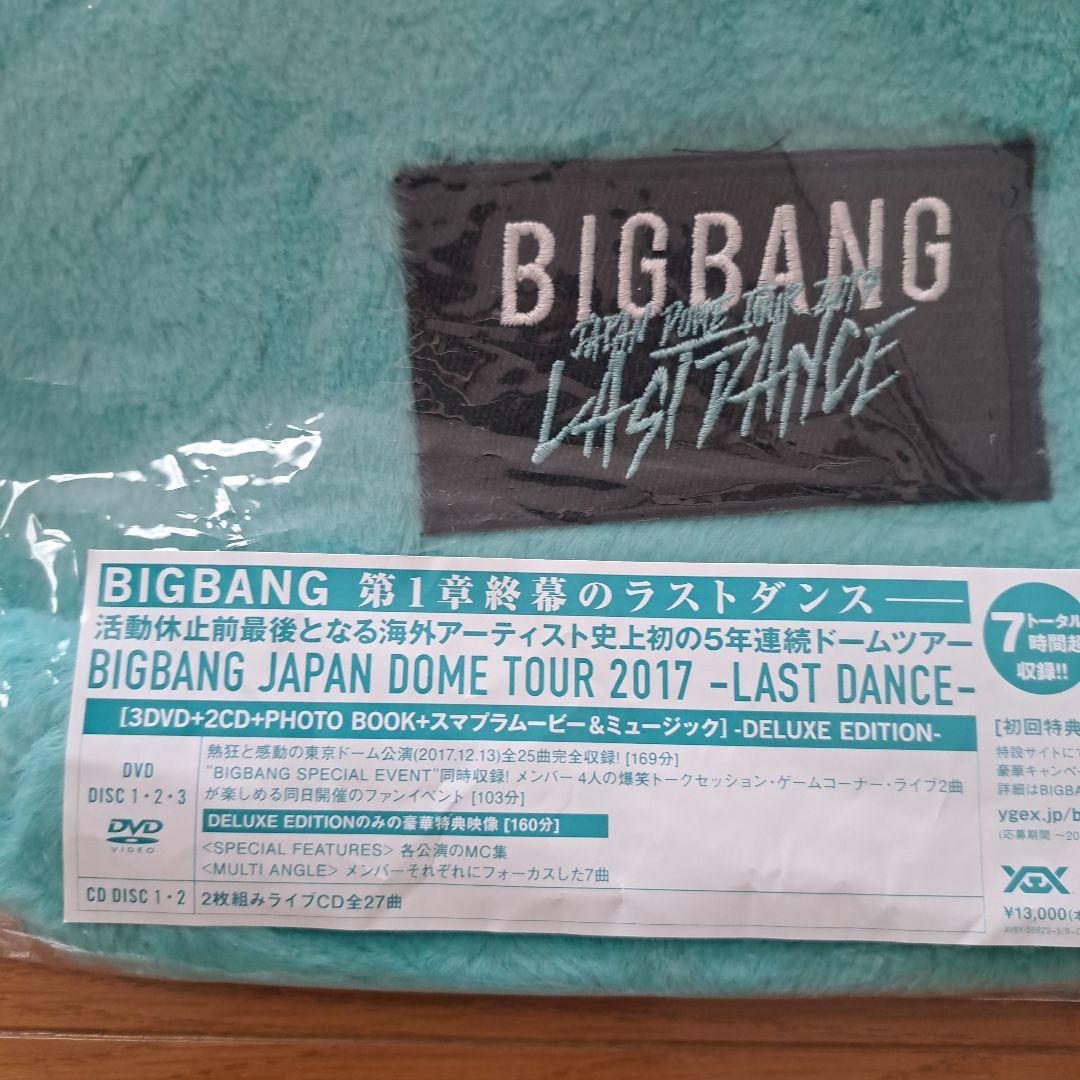 BIGBANG
JAPAN DOME TOUR 2017
LAST DANCE
BIGBANG 第1章終幕のラストダンス——
活動休止前最後となる海外アーティスト史上初の5年連続ドームツアー
BIGBANG JAPAN DOME TOUR 2017 -LAST DANCE-
[3DVD+2CD+PHOTO BOOK+スマプラムービー&ミュージック] -DELUXE EDITION-
DVD
DISC 1・2・3
DVD
VIDEO
熱狂と感動の東京ドーム公演(2017.12.13)全25曲完全収録! [169分]
"BIGBANG SPECIAL EVENT"同時収録! メンバー 4人の爆笑トークセッション・ゲームコーナー・ライブ2曲
が楽しめる同日開催のファンイベント [103分]
DELUXE EDITIONのみの豪華特典映像 [160分]
<SPECIAL FEATURES> 各公演のMC集
<MULTI ANGLE> メンバーそれぞれにフォーカスした7曲
CD DISC 1・2
2枚組みライブCD全27曲
トータル
7時間超
収録!!
[初回特典
特設サイトにて
豪華キャンペー
詳細はBIGBA
ygex.jp/b
(応募期間 ~20
YGEX
¥13,000(本
AVBY-58623~5/B~C